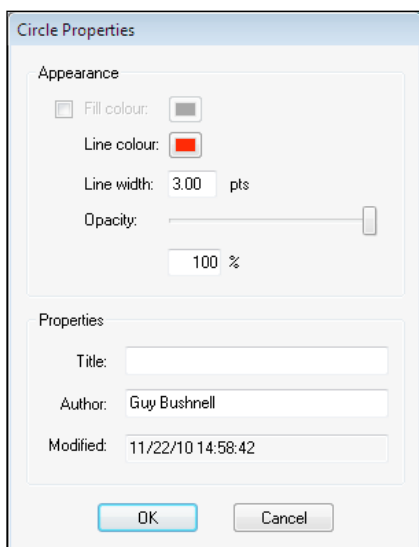 Circle Properties
Appearance
Fill colour:
Line colour:
Line width: 3.00 pts
Opacity:
100 %
Properties
Title:
Author: Guy Bushnell
Modified: 11/22/10 14:58:42
OK Cancel